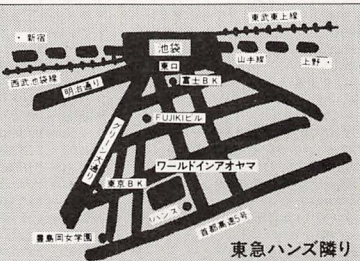 東武東上線
・新宿
池袋
西武池袋線
東口
山手線
上野・
明治通り
富士BK
FUJIKIビル
グリーン大通り
ワールドインアオヤマ
東京BK
ハンズ
首都高速5号
豊島岡女学園
東急ハンズ隣り